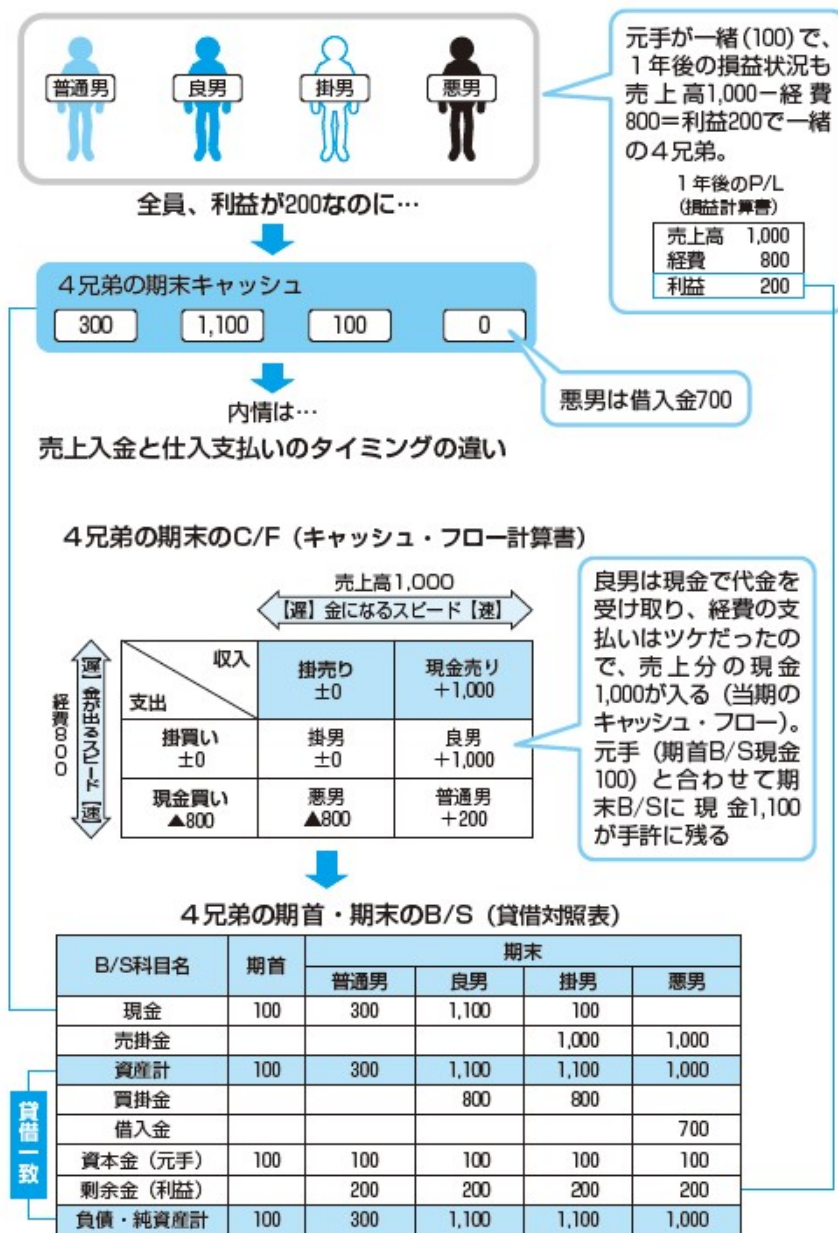 普通男 良男 掛男 悪男
元手が一緒(100)で、
1年後の損益状況も
売上高1,000－経費
800＝利益200で一緒
の4兄弟。
1年後のP/L
(損益計算書)
売上高 1,000
経費 800
利益 200
全員、利益が200なのに…
4兄弟の期末キャッシュ
300 1,100 100 0
悪男は借入金700
内情は…
売上入金と仕入支払いのタイミングの違い
4兄弟の期末のC/F（キャッシュ・フロー計算書）
売上高1,000
【遅】金になるスピード【速】
経費800
【遅】金が出るスピード【速】
収入
支出
掛売り 現金売り
±0 +1,000
掛買い 掛男 良男
±0 ±0 +1,000
現金買い 悪男 普通男
▲800 ▲800 +200
良男は現金で代金を
受け取り、経費の支
払いはツケだったの
で、売上分の現金
1,000が入る（当期の
キャッシュ・フロー）。
元手（期首B/S現金
100）と合わせて期
末B/Sに現金1,100
が手許に残る
4兄弟の期首・期末のB/S（貸借対照表）
B/S科目名 期首 期末
普通男 良男 掛男 悪男
現金 100 300 1,100 100
売掛金 1,000 1,000
資産計 100 300 1,100 1,100 1,000
買掛金 800 800
借入金 700
資本金（元手） 100 100 100 100 100
剰余金（利益） 200 200 200 200
負債・純資産計 100 300 1,100 1,100 1,000
貸借一致